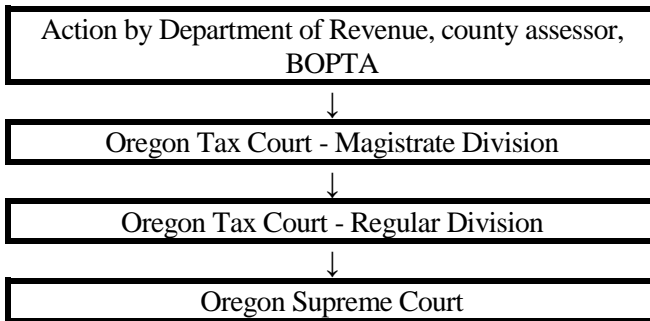 Action by Department of Revenue, county assessor,
BOPTA
↓
Oregon Tax Court - Magistrate Division
↓
Oregon Tax Court - Regular Division
↓
Oregon Supreme Court